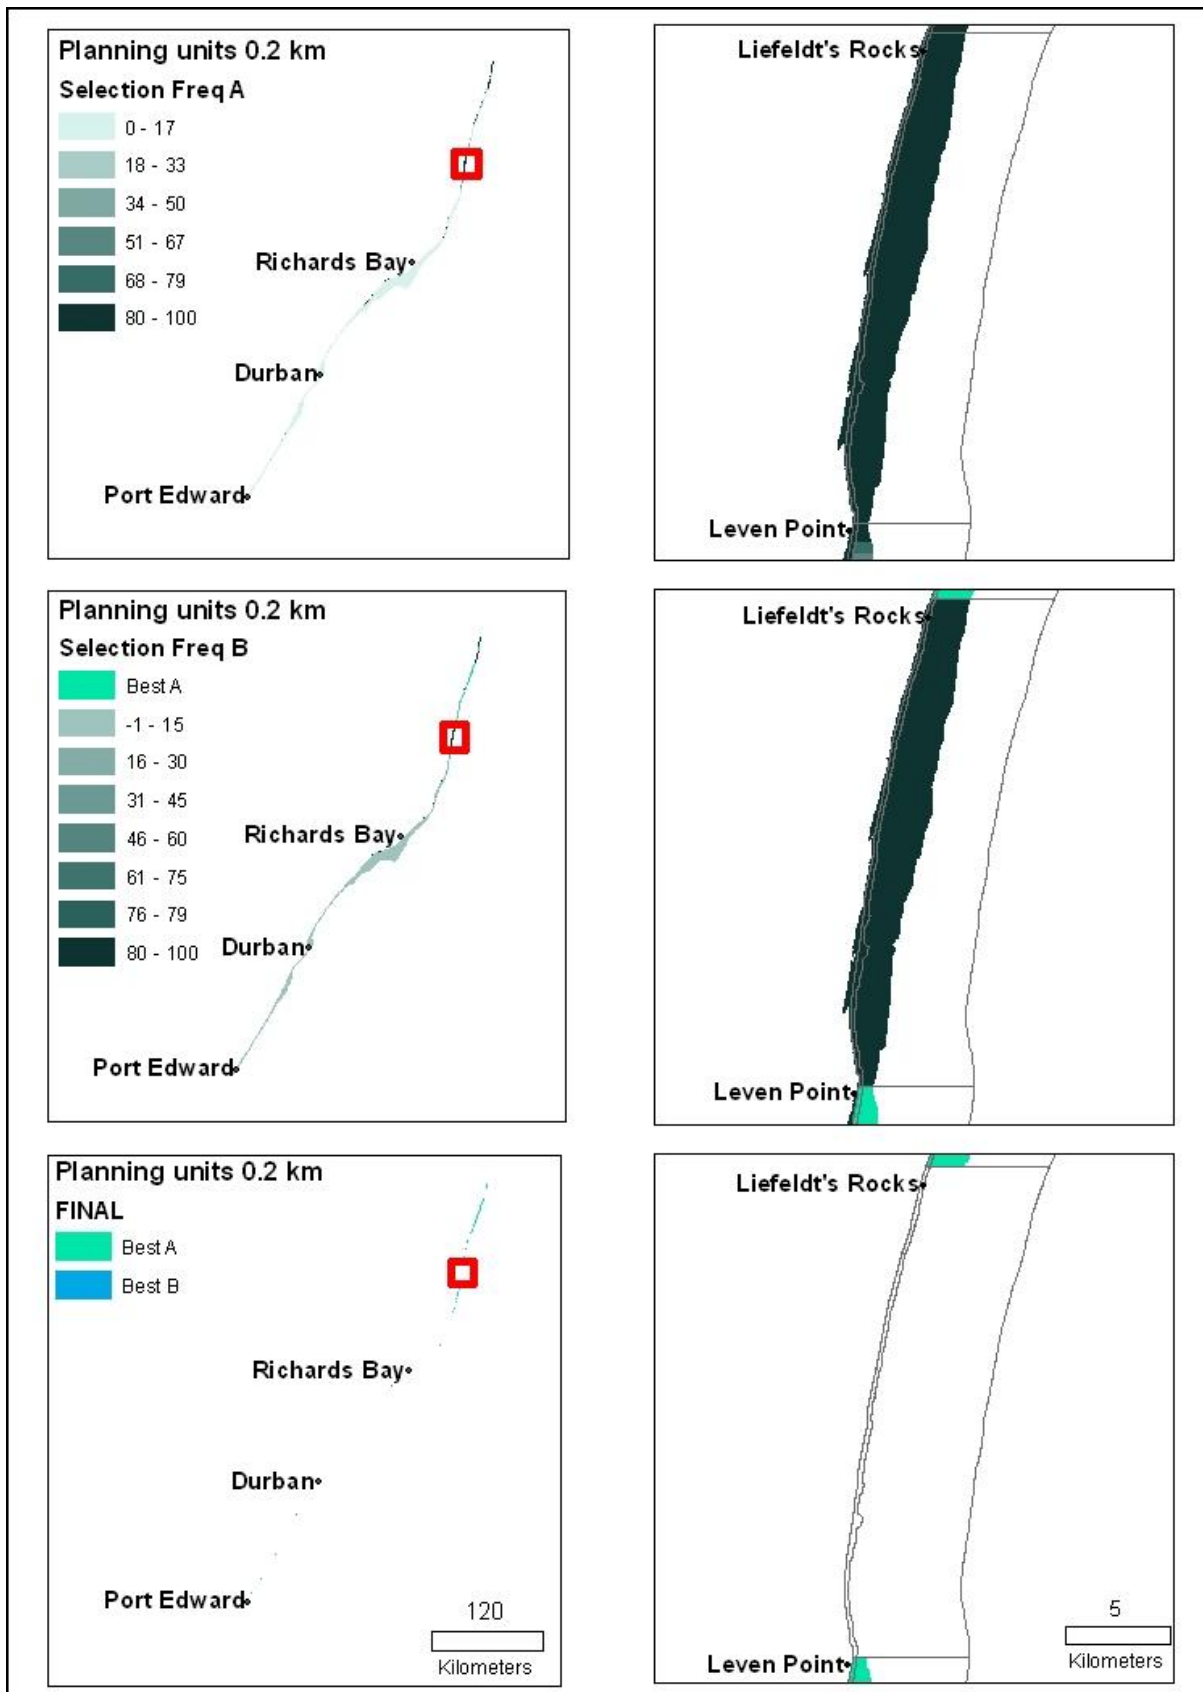 Planning units 0.2 km
Selection Freq A
0 - 17
18 - 33
34 - 50
51 - 67
68 - 79
80 - 100
Richards Bay
Durban
Port Edward
Liefeldt's Rocks
Leven Point
Planning units 0.2 km
Selection Freq B
Best A
-1 - 15
16 - 30
31 - 45
46 - 60
61 - 75
76 - 79
80 - 100
Richards Bay
Durban
Port Edward
Liefeldt's Rocks
Leven Point
Planning units 0.2 km
FINAL
Best A
Best B
Richards Bay
Durban
Port Edward
120
Kilometers
Liefeldt's Rocks
5
Kilometers
Leven Point